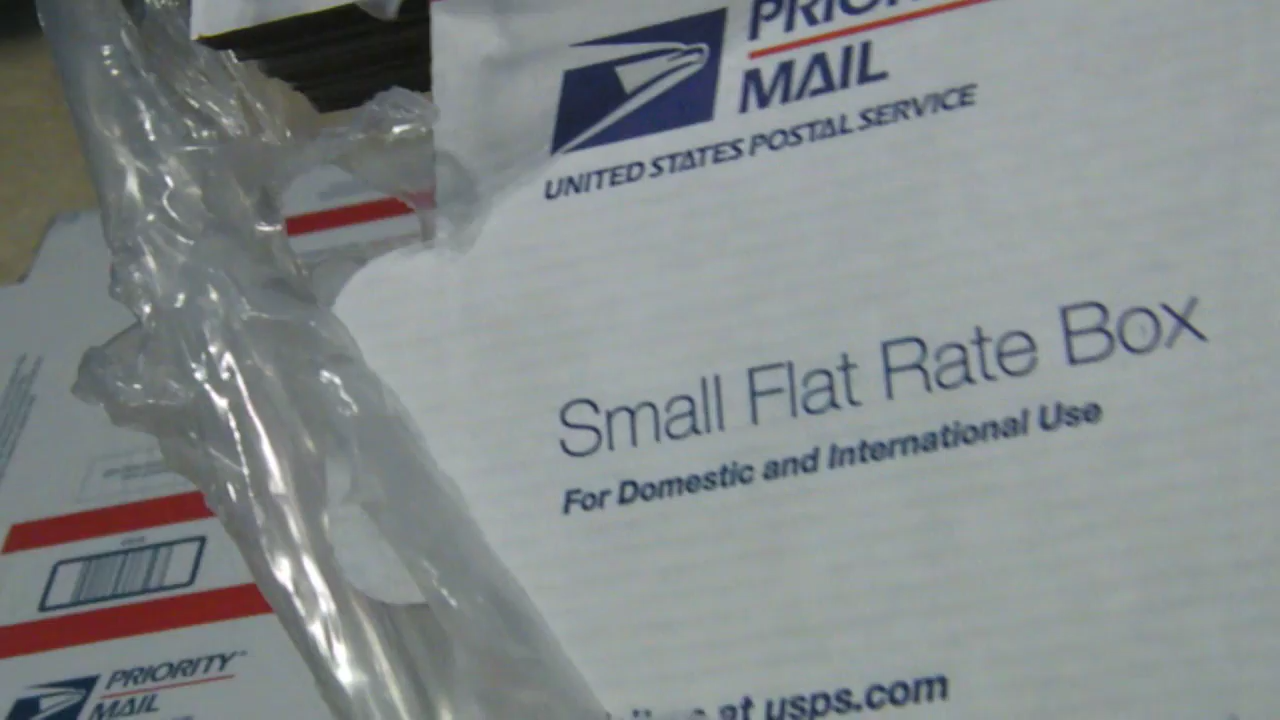 PRIORITY
MAIL
UNITED STATES POSTAL SERVICE
Small Flat Rate Box
For Domestic and International Use
at usps.com
PRIORITY™
MAIL